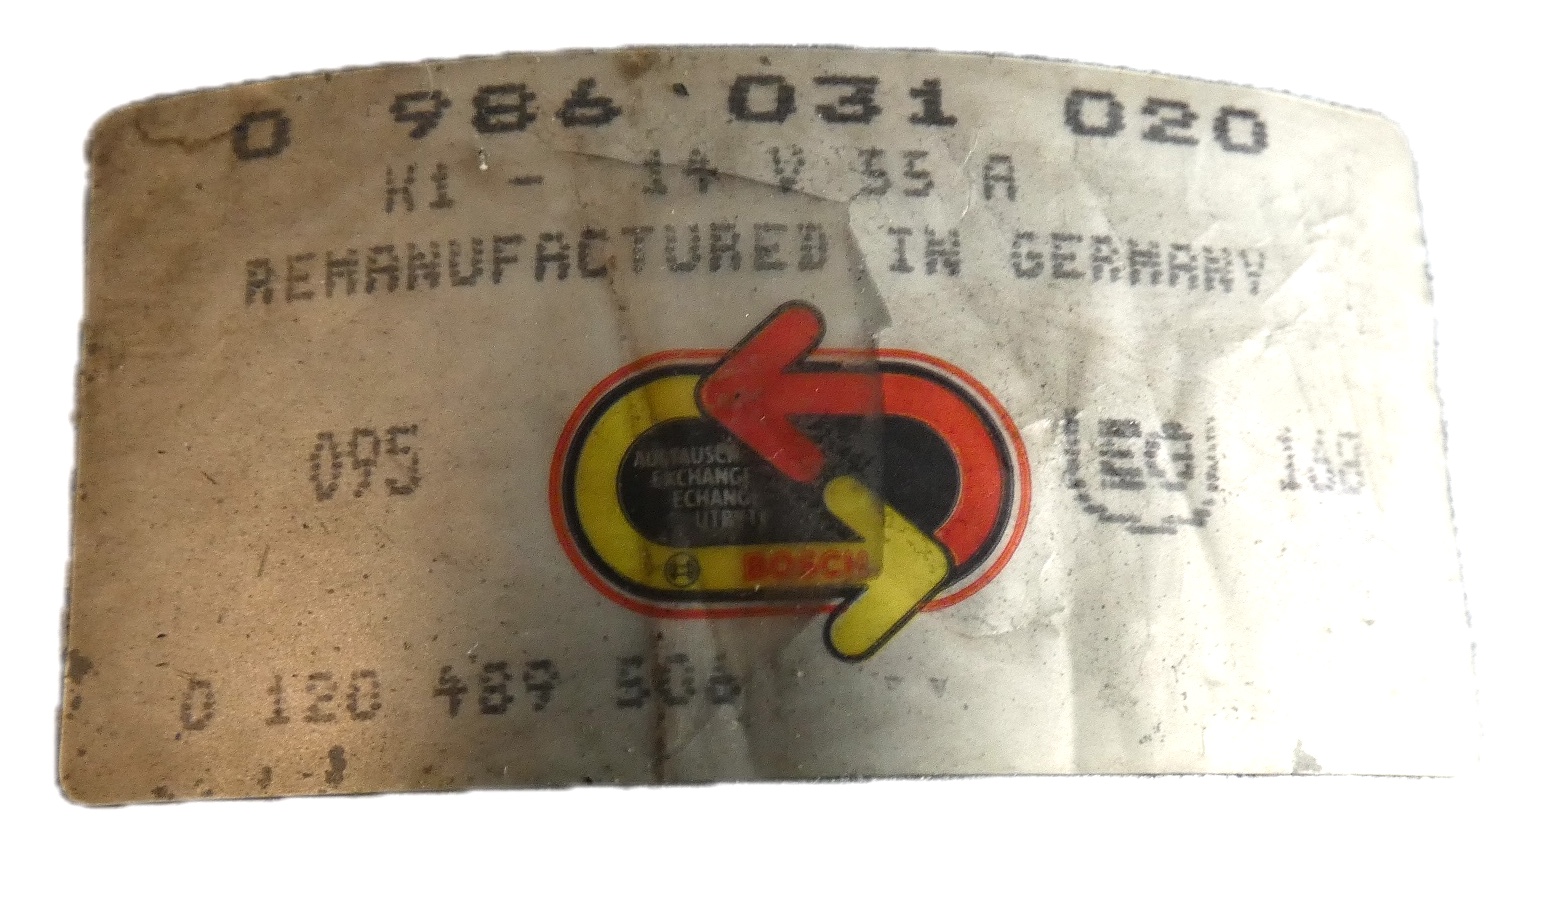 0 986 031 020
K1 - 14 V 55 A
REMANUFACTURED IN GERMANY
095
AUSTAUSCH
EXCHANGE
ECHANGE
BOSCH
0 120 489 506